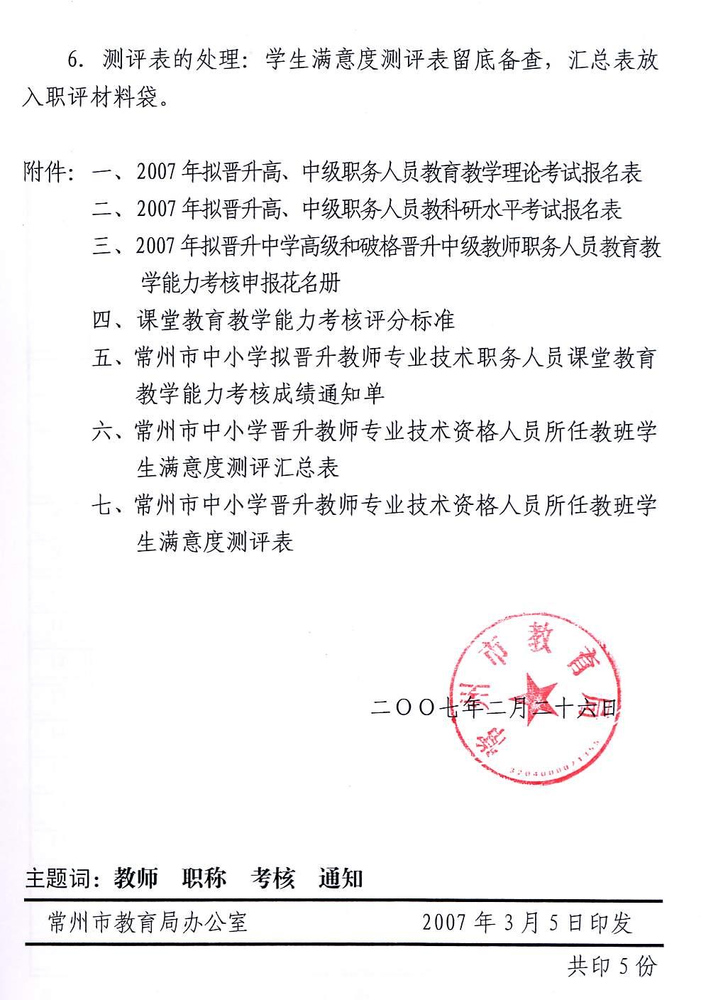 6. 测评表的处理：学生满意度测评表留底备查，汇总表放
入职评材料袋。
附件：一、2007年拟晋升高、中级职务人员教育教学理论考试报名表
二、2007年拟晋升高、中级职务人员教科研水平考试报名表
三、2007年拟晋升中学高级和破格晋升中级教师职务人员教育教
学能力考核申报花名册
四、课堂教育教学能力考核评分标准
五、常州市中小学拟晋升教师专业技术职务人员课堂教育
教学能力考核成绩通知单
六、常州市中小学晋升教师专业技术资格人员所任教班学
生满意度测评汇总表
七、常州市中小学晋升教师专业技术资格人员所任教班学
生满意度测评表
常州市教育局
二〇〇七年二月二十六日
3204000071355
主题词：教师 职称 考核 通知
常州市教育局办公室 2007年3月5日印发
共印5份